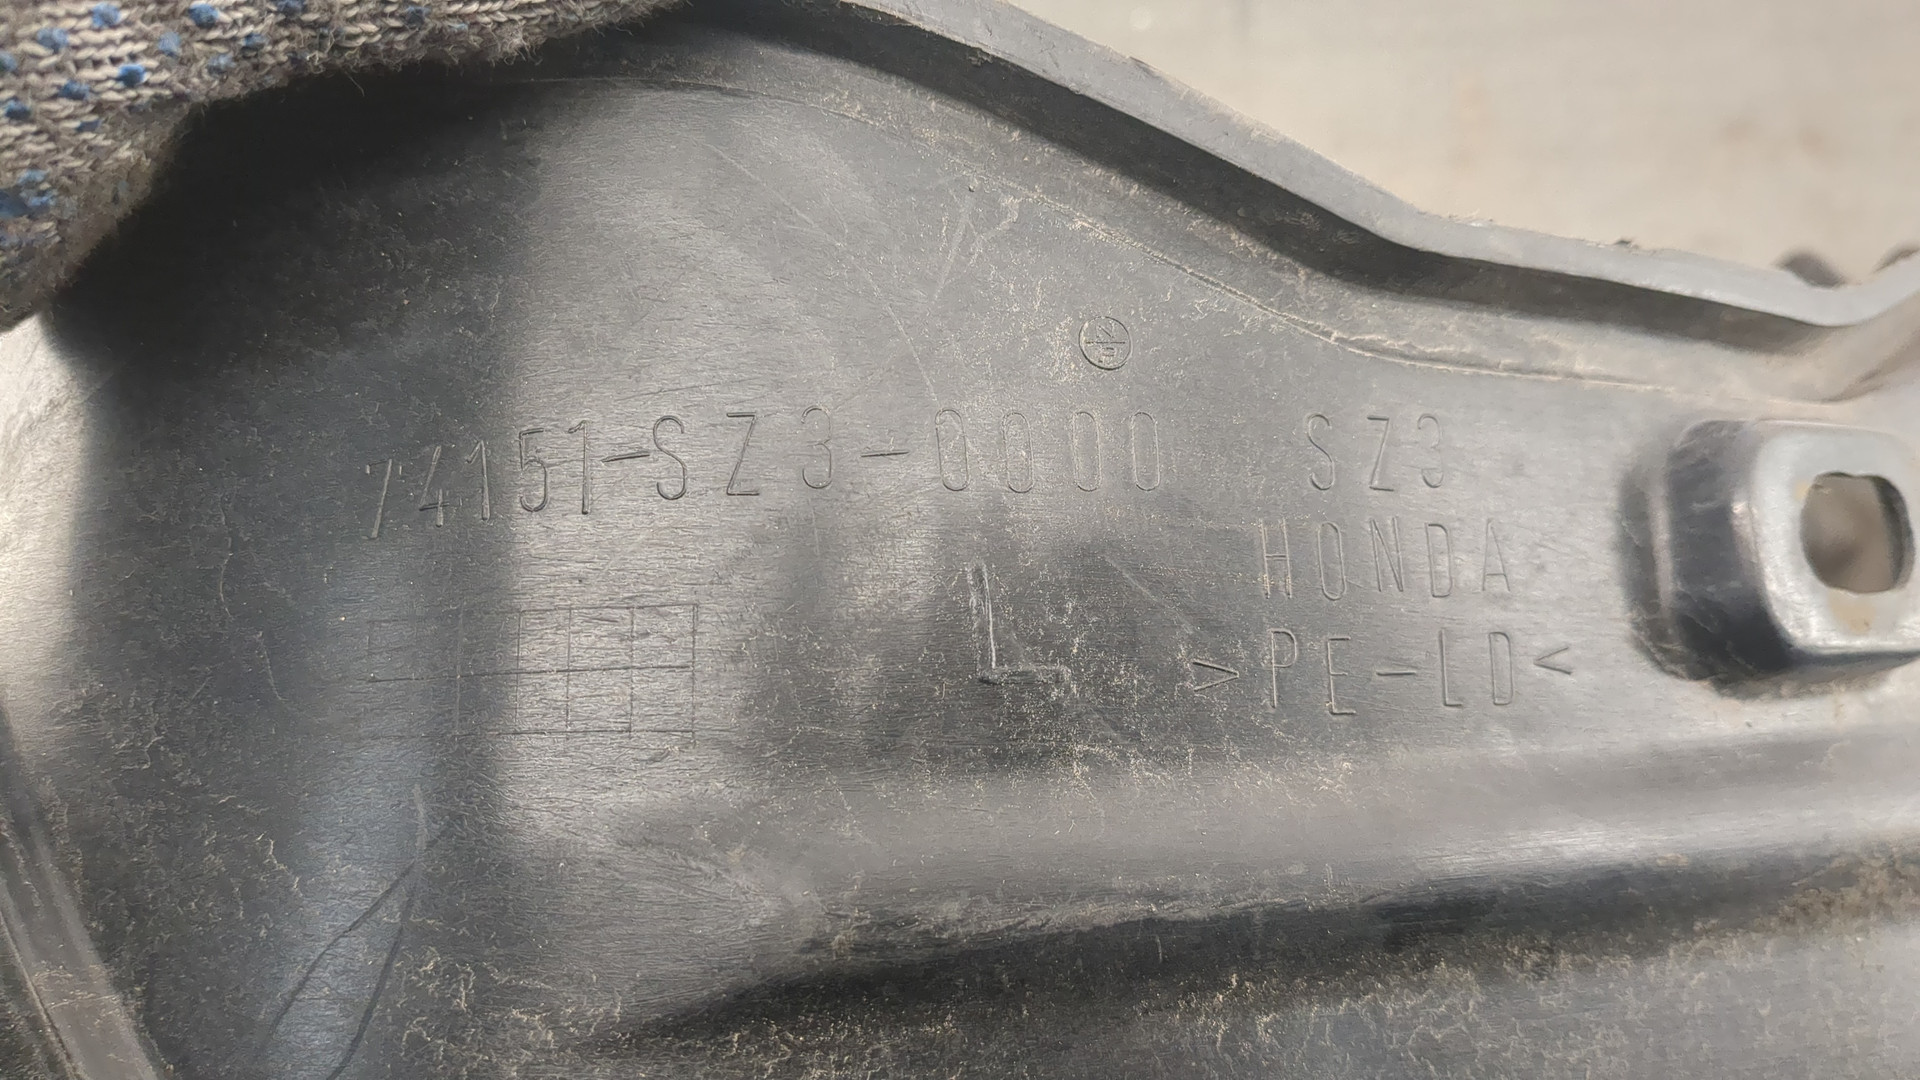 74151-SZ3-0000 SZ3
HONDA
L
>PE-LD<